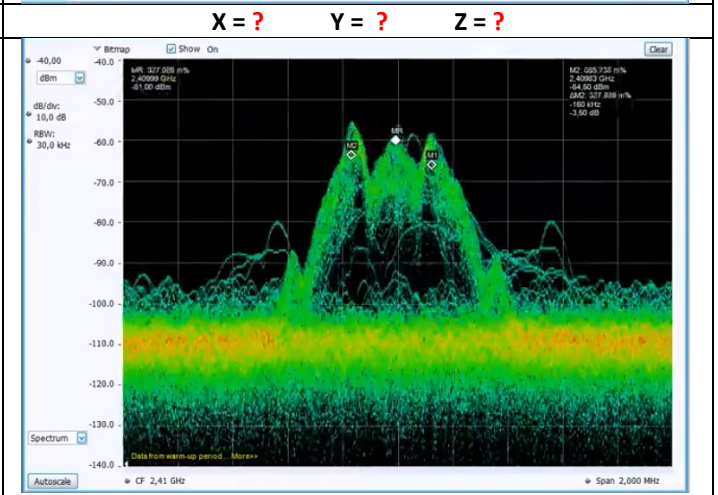 X = ? Y = ? Z = ?
Bitmap Show On Clear
-40,00
dBm
dB/div:
10,0 dB
RBW:
30,0 kHz
-40.0
-50.0
-60.0
-70.0
-80.0
-90.0
-100.0
-110.0
-120.0
-130.0
-140.0
2,40999 GHz
-61,00 dBm
2,40983 GHz
-64,50 dBm
-160 kHz
-3,50 dB
M2
MR
M1
Data from warm-up period... More>>
Spectrum
Autoscale
CF 2,41 GHz
Span 2,000 MHz